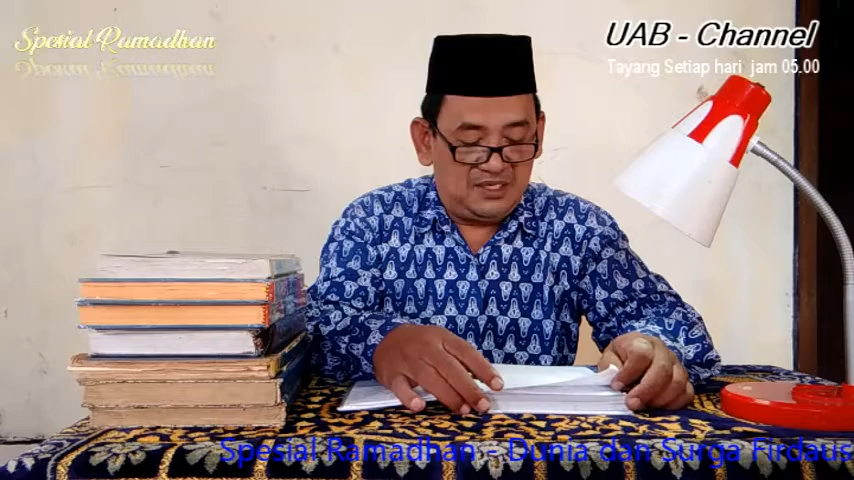 Spesial Ramadhan
UAB - Channel
Tayang Setiap hari jam 05.00
Spesial Ramadhan - Dunia dan Surga Firdaus